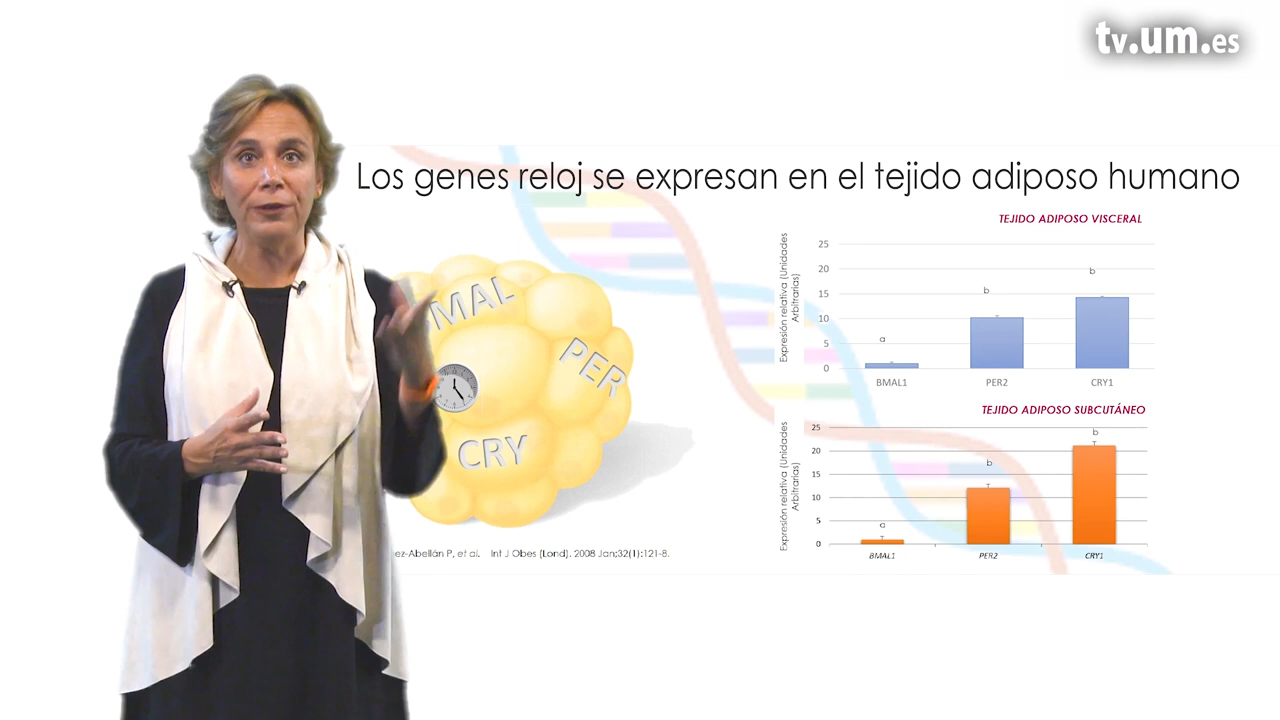 tv.um.es
Los genes reloj se expresan en el tejido adiposo humano
BMAL
PER
CRY
TEJIDO ADIPOSO VISCERAL
Expresión relativa (Unidades
Arbitrarias)
25
20
15
10
5
0
a
b
b
BMAL1
PER2
CRY1
TEJIDO ADIPOSO SUBCUTÁNEO
Expresión relativa (Unidades
Arbitrarias)
25
20
15
10
5
0
a
b
b
BMAL1
PER2
CRY1
ez-Abellán P, et al. Int J Obes (Lond). 2008 Jan;32(1):121-8.